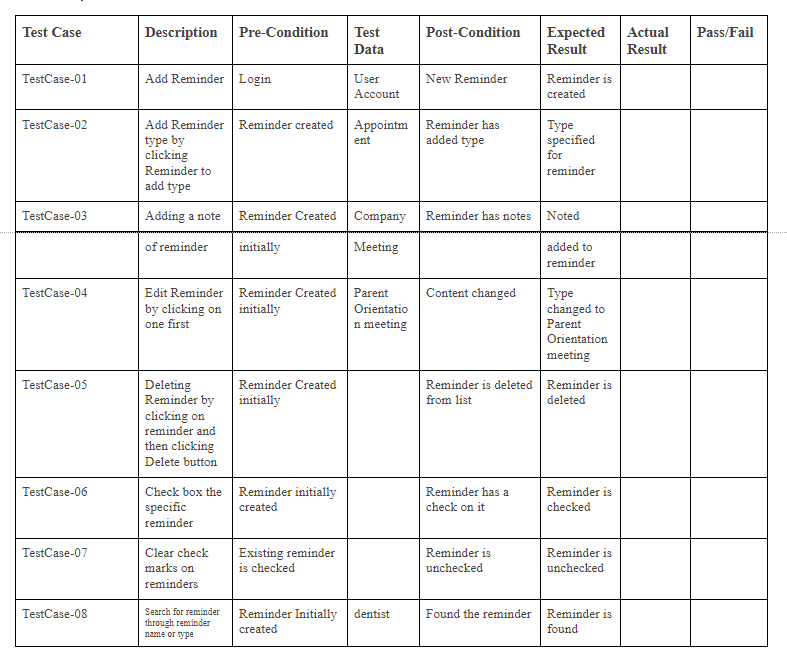 Test Case Description Pre-Condition Test Data Post-Condition Expected Result Actual Result Pass/Fail
TestCase-01 Add Reminder Login User Account New Reminder Reminder is created
TestCase-02 Add Reminder type by clicking Reminder to add type Reminder created Appointm ent Reminder has added type Type specified for reminder
TestCase-03 Adding a note Reminder Created Company Reminder has notes Noted
of reminder initially Meeting added to reminder
TestCase-04 Edit Reminder by clicking on one first Reminder Created initially Parent Orientatio n meeting Content changed Type changed to Parent Orientation meeting
TestCase-05 Deleting Reminder by clicking on reminder and then clicking Delete button Reminder Created initially Reminder is deleted from list Reminder is deleted
TestCase-06 Check box the specific reminder Reminder initially created Reminder has a check on it Reminder is checked
TestCase-07 Clear check marks on reminders Existing reminder is checked Reminder is unchecked Reminder is unchecked
TestCase-08 Search for reminder through reminder name or type Reminder Initially created dentist Found the reminder Reminder is found